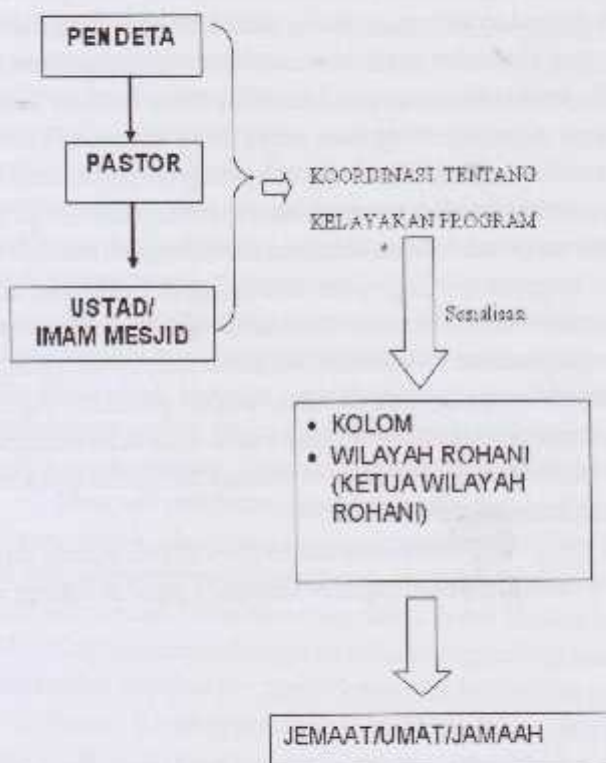 PENDETA
PASTOR
USTAD/
IMAM MESJID
KOORDINASI TENTANG
KELAYAKAN PROGRAM
Sosialisasi
• KOLOM
• WILAYAH ROHANI
(KETUA WILAYAH
ROHANI)
JEMAAT/UMAT/JAMAAH